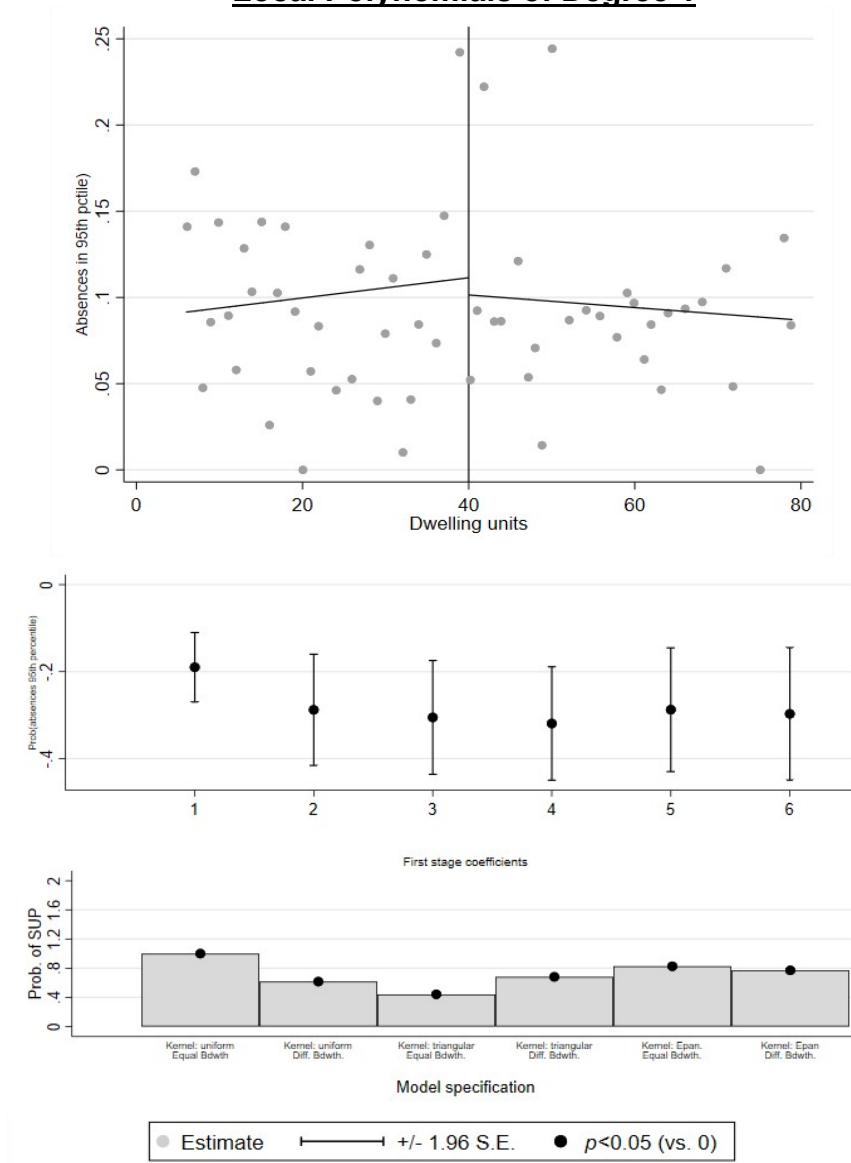 Local Polynomials of Degree 1
.25
.2
.15
.1
.05
0
Absences in 95th pctile)
0 20 40 60 80
Dwelling units
0
-.2
-.4
Prob(absences 95th percentile)
1 2 3 4 5 6
First stage coefficients
2
1.6
1.2
.8
.4
0
Prob. of SUP
Kernel: uniform
Equal Bdwth
Kernel: uniform
Diff. Bdwth.
Kernel: triangular
Equal Bdwth.
Kernel: triangular
Diff. Bdwth.
Kernel: Epan.
Equal Bdwth.
Kernel: Epan
Diff. Bdwth.
Model specification
Estimate +/- 1.96 S.E. p<0.05 (vs. 0)